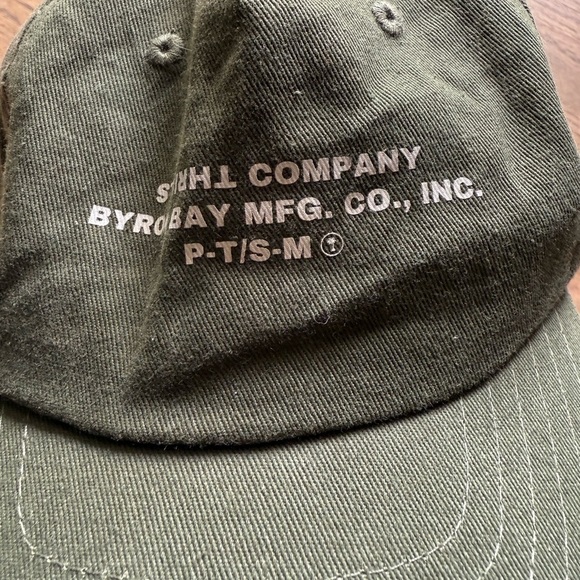 COMPANY
BYRO BAY MFG. CO., INC.
P-T/S-M